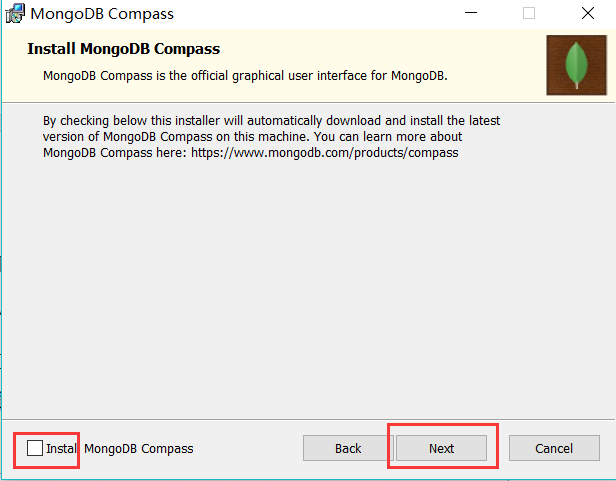 MongoDB Compass
Install MongoDB Compass
MongoDB Compass is the official graphical user interface for MongoDB.
By checking below this installer will automatically download and install the latest
version of MongoDB Compass on this machine. You can learn more about
MongoDB Compass here: https://www.mongodb.com/products/compass
Install MongoDB Compass
Back
Next
Cancel